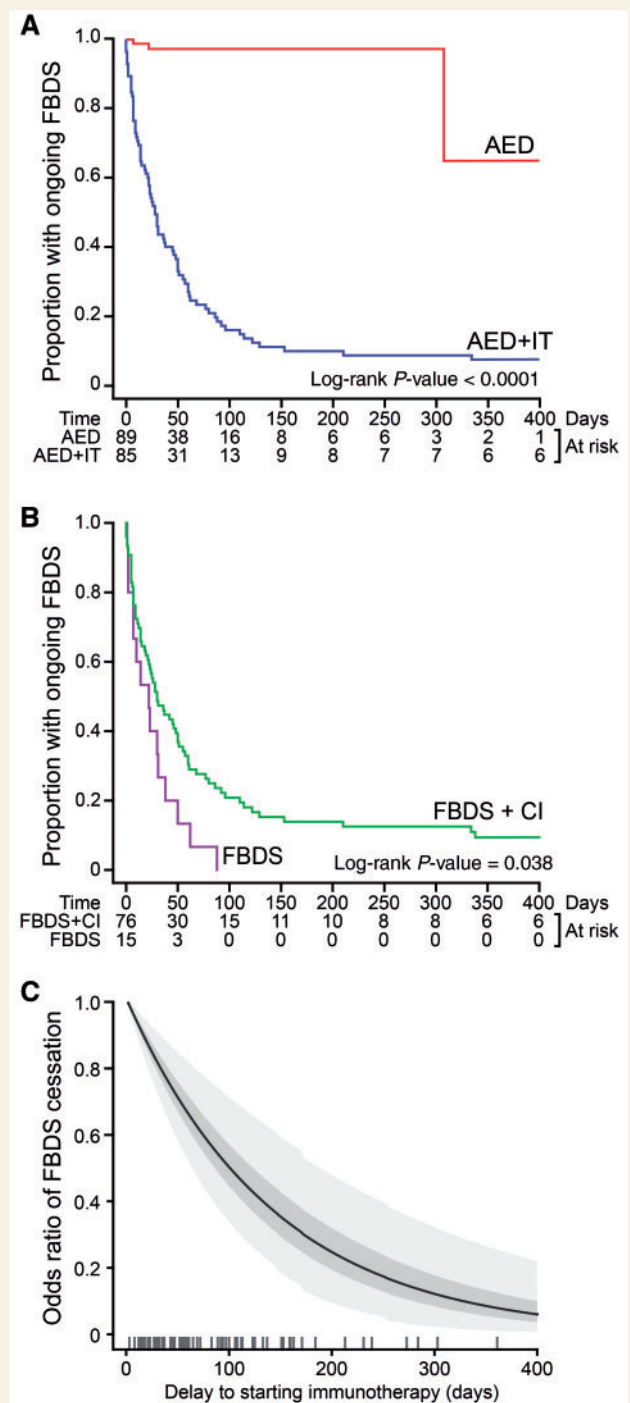 A
1.0
0.8
0.6
0.4
0.2
0
Proportion with ongoing FBDS
AED
AED+IT
Log-rank P-value < 0.0001
Time 0 50 100 150 200 250 300 350 400 Days
AED 89 38 16 8 6 6 3 2 1
AED+IT 85 31 13 9 8 7 7 6 6
At risk
B
1.0
0.8
0.6
0.4
0.2
0
Proportion with ongoing FBDS
FBDS + CI
FBDS
Log-rank P-value = 0.038
Time 0 50 100 150 200 250 300 350 400 Days
FBDS+CI 76 30 15 11 10 8 8 6 6
FBDS 15 3 0 0 0 0 0 0 0
At risk
C
1.0
0.8
0.6
0.4
0.2
0
Odds ratio of FBDS cessation
0 100 200 300 400
Delay to starting immunotherapy (days)